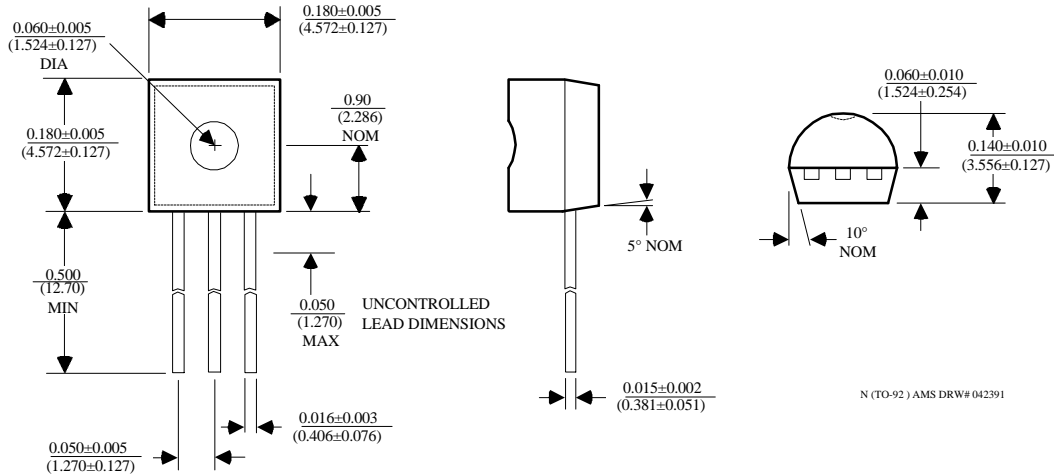 0.060±0.005
(1.524±0.127)
DIA
0.180±0.005
(4.572±0.127)
0.180±0.005
(4.572±0.127)
0.90
(2.286)
NOM
0.500
(12.70)
MIN
0.050
(1.270)
MAX
UNCONTROLLED
LEAD DIMENSIONS
0.016±0.003
(0.406±0.076)
0.050±0.005
(1.270±0.127)
5° NOM
0.015±0.002
(0.381±0.051)
0.060±0.010
(1.524±0.254)
0.140±0.010
(3.556±0.127)
10°
NOM
N (TO-92 ) AMS DRW# 042391